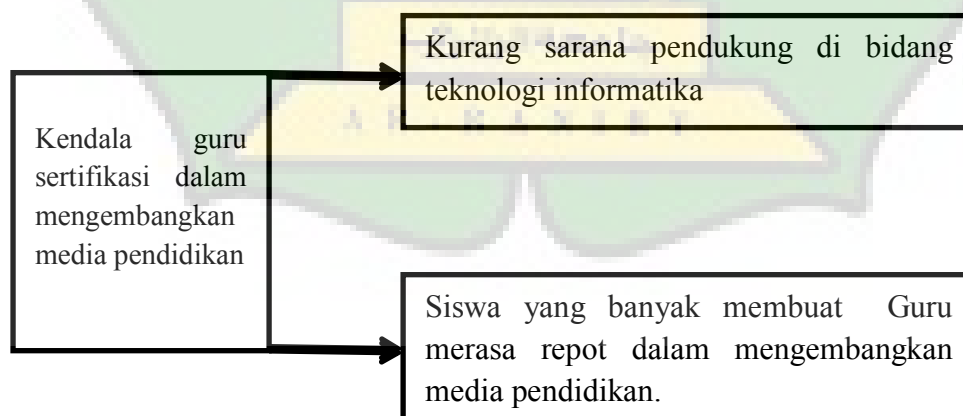 Kurang sarana pendukung di bidang
teknologi informatika
Kendala guru
sertifikasi dalam
mengembangkan
media pendidikan
Siswa yang banyak membuat Guru
merasa repot dalam mengembangkan
media pendidikan.